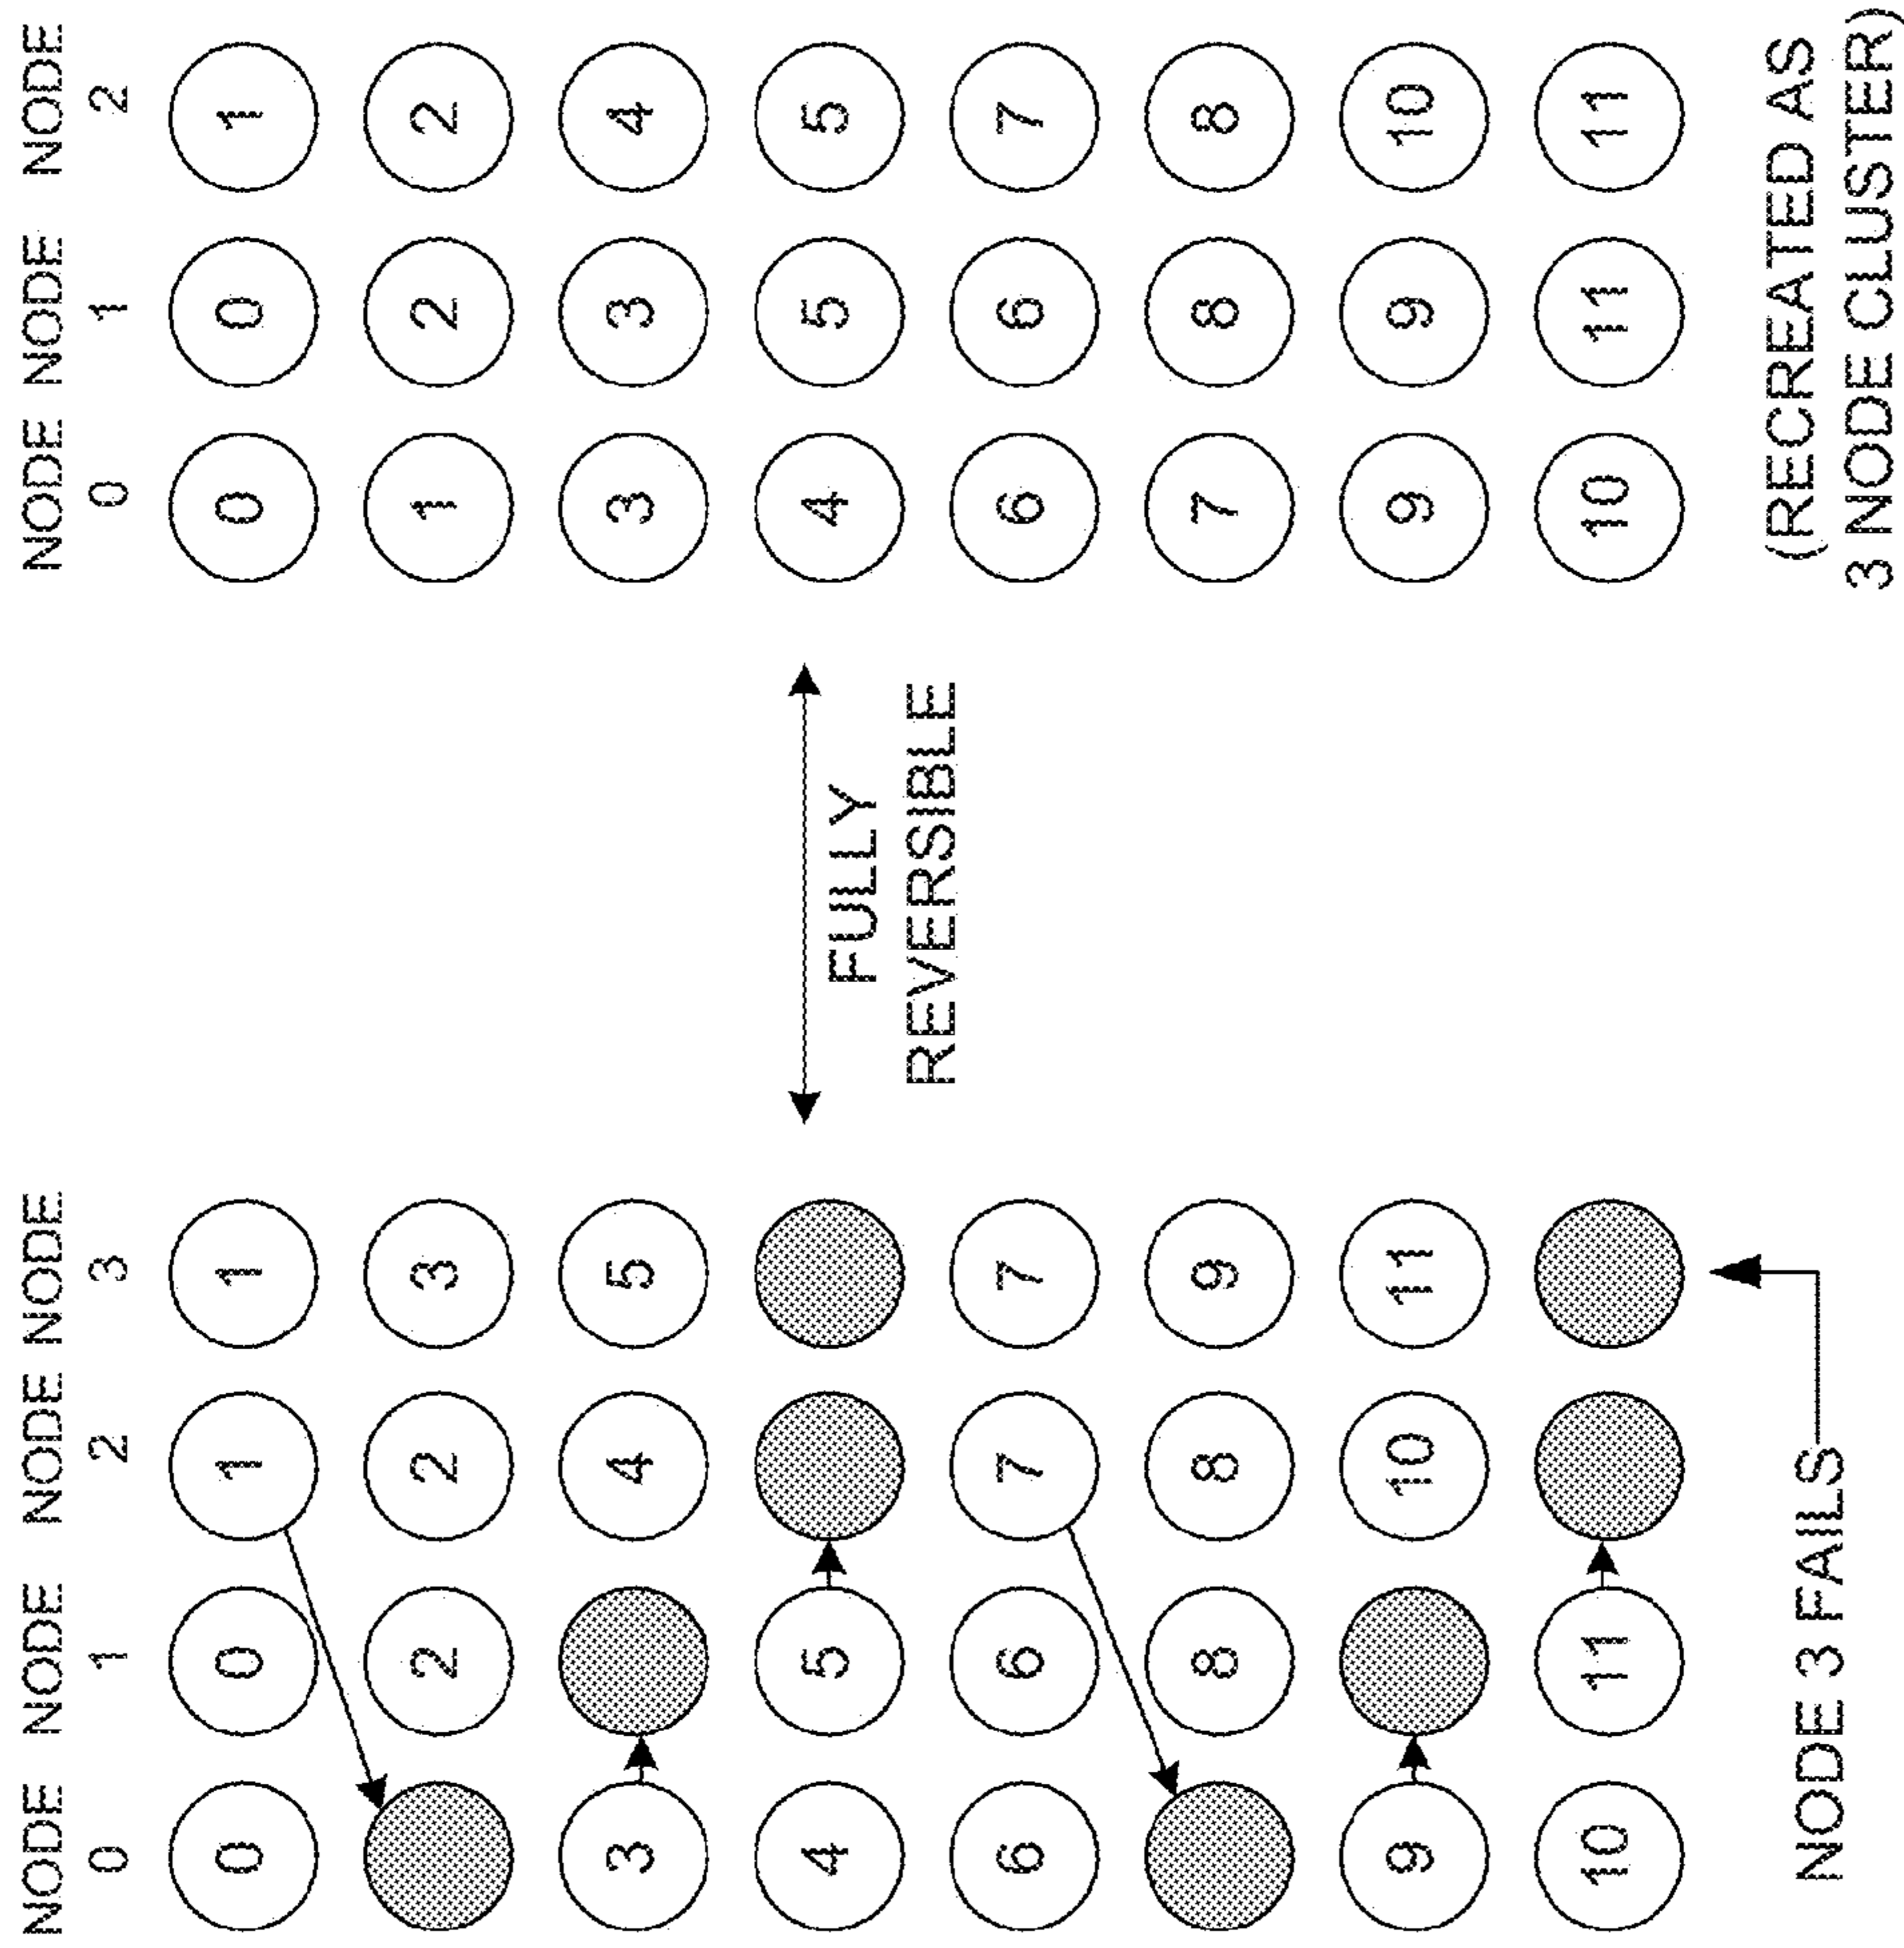 NODE NODE NODE NODE
0 1 2 3
0 0 1 1
2 2 3
3 4 5
4 5
6 6 7 7
8 8 9
9 10 11
10 11
NODE 3 FAILS
FULLY
REVERSIBLE
NODE NODE NODE
0 1 2
0 0 1
1 2 2
3 3 4
4 5 5
6 6 7
7 8 8
9 9 10
10 11 11
(RECREATED AS
3 NODE CLUSTER)